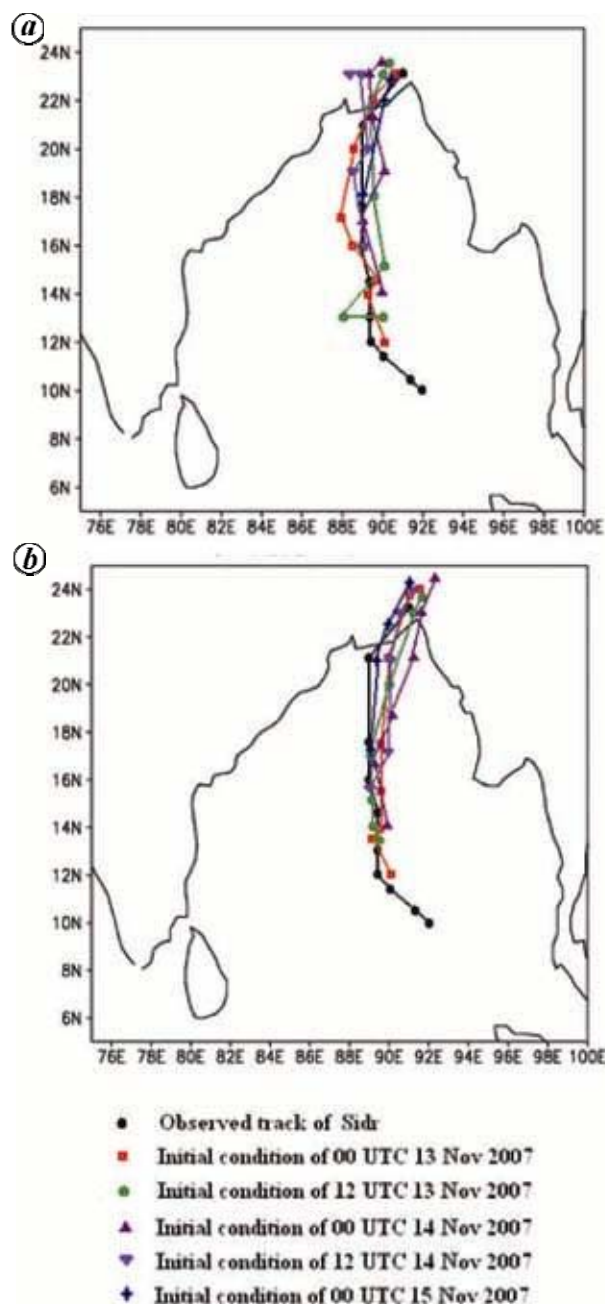 a
24N
22N
20N
18N
16N
14N
12N
10N
8N
6N
76E 78E 80E 82E 84E 86E 88E 90E 92E 94E 96E 98E 100E
b
24N
22N
20N
18N
16N
14N
12N
10N
8N
6N
76E 78E 80E 82E 84E 86E 88E 90E 92E 94E 96E 98E 100E
Observed track of Sidr
Initial condition of 00 UTC 13 Nov 2007
Initial condition of 12 UTC 13 Nov 2007
Initial condition of 00 UTC 14 Nov 2007
Initial condition of 12 UTC 14 Nov 2007
Initial condition of 00 UTC 15 Nov 2007